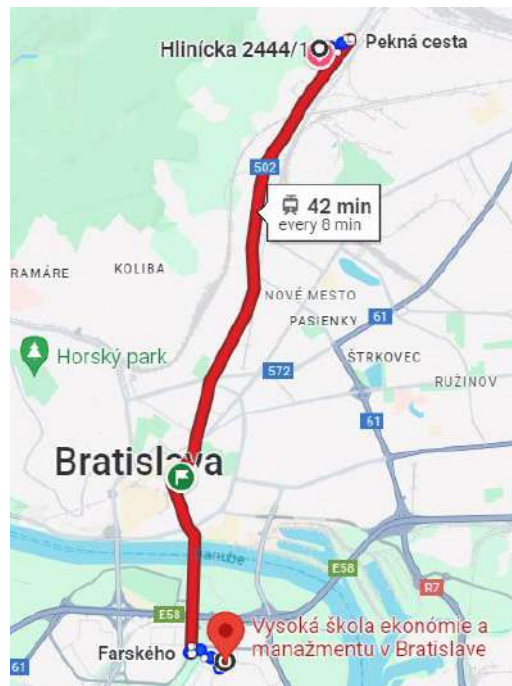 Hlinícka 2444/1
Pekná cesta
502
42 min
every 8 min
RAMÁRE
KOLIBA
NOVÉ MESTO
61
PASIENKY
Horský park
572
ŠTRKOVEC
RUŽINOV
61
Bratislava
Danube
E58
R7
E58
Farského
Vysoká škola ekonómie a
manažmentu v Bratislave
61